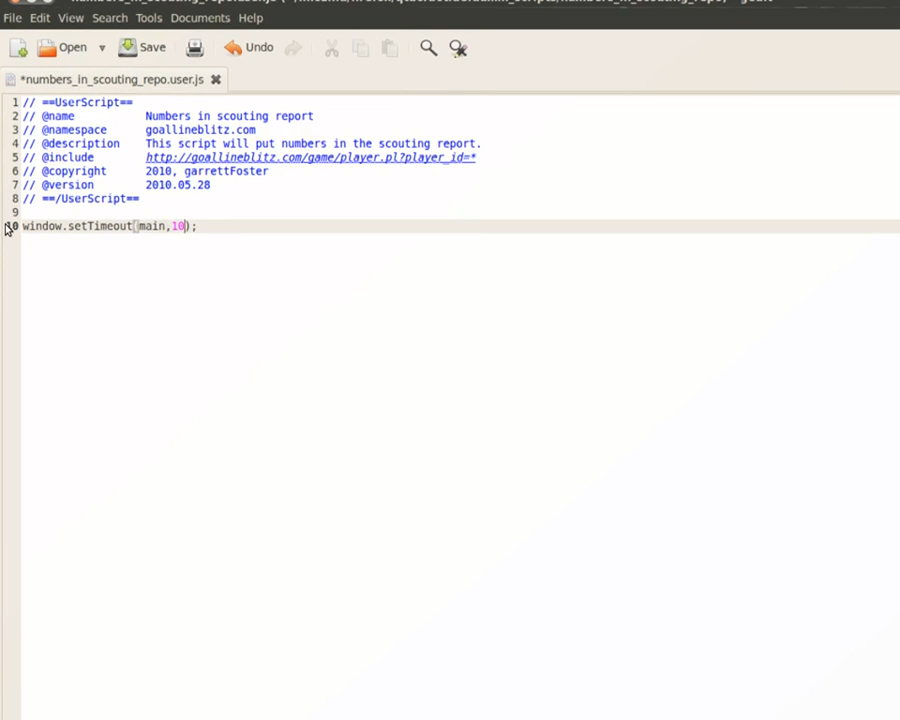 File Edit View Search Tools Documents Help
Open Save Undo
*numbers_in_scouting_repo.user.js
1 // ==UserScript==
2 // @name Numbers in scouting report
3 // @namespace goallineblitz.com
4 // @description This script will put numbers in the scouting report.
5 // @include http://goallineblitz.com/game/player.pl?player_id=*
6 // @copyright 2010, garrettFoster
7 // @version 2010.05.28
8 // ==/UserScript==
9
10 window.setTimeout(main,10);